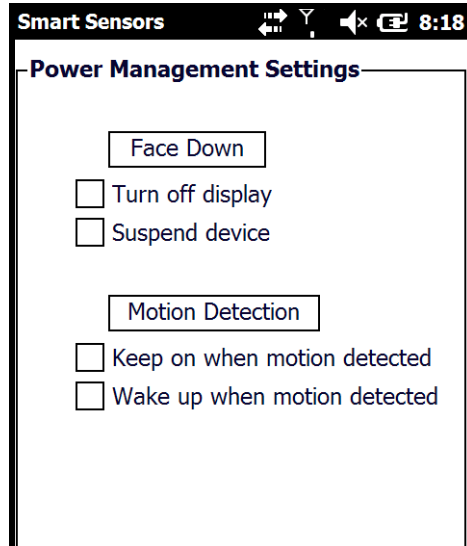 Smart Sensors 8:18
Power Management Settings
Face Down
Turn off display
Suspend device
Motion Detection
Keep on when motion detected
Wake up when motion detected